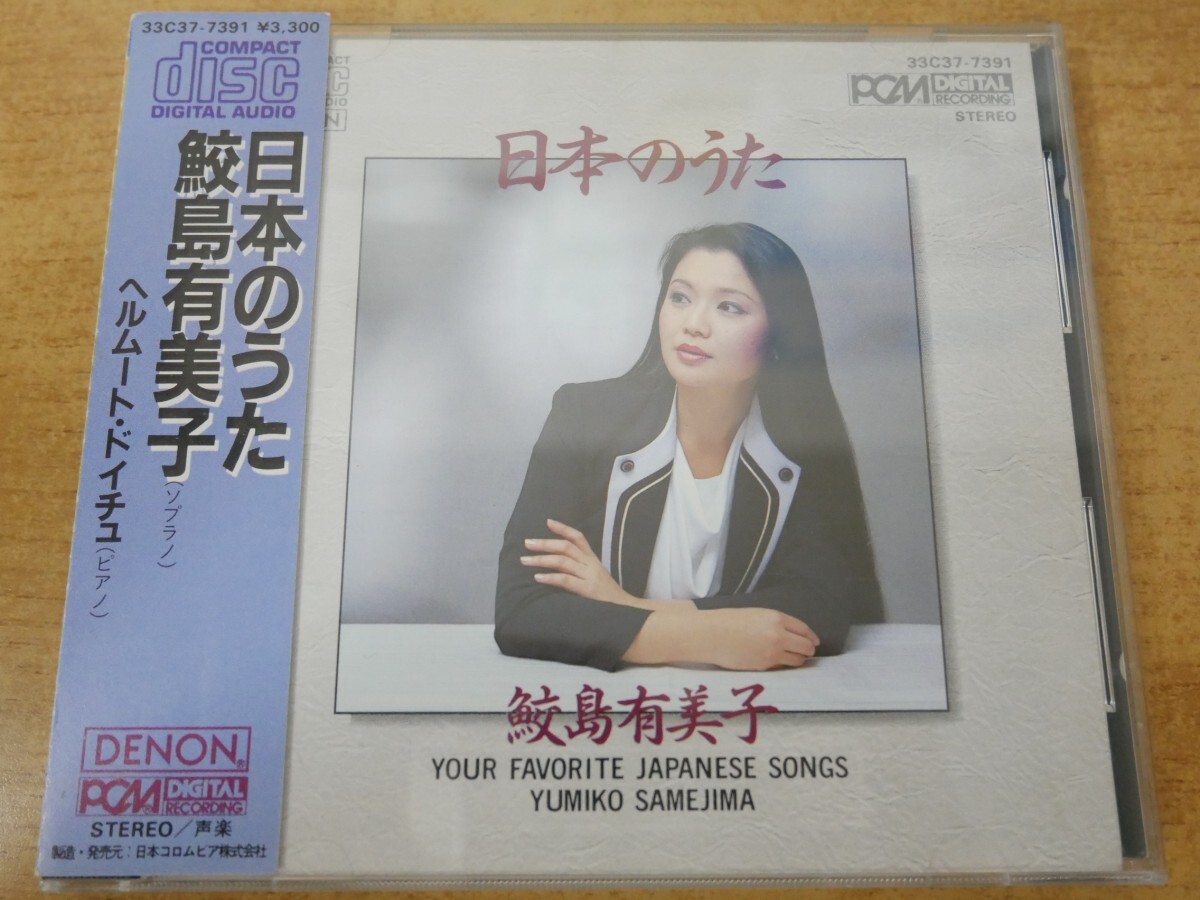 33C37-7391 ¥3,300
COMPACT
disc
DIGITAL AUDIO
日本のうた
鮫島有美子(ソプラノ)
ヘルムート・ドイチュ(ピアノ)
DENON®
PCM® DIGITAL RECORDING
STEREO/声楽
製造・発売元:日本コロムビア株式会社
33C37-7391
PCM® DIGITAL RECORDING
STEREO
日本のうた
鮫島有美子
YOUR FAVORITE JAPANESE SONGS
YUMIKO SAMEJIMA